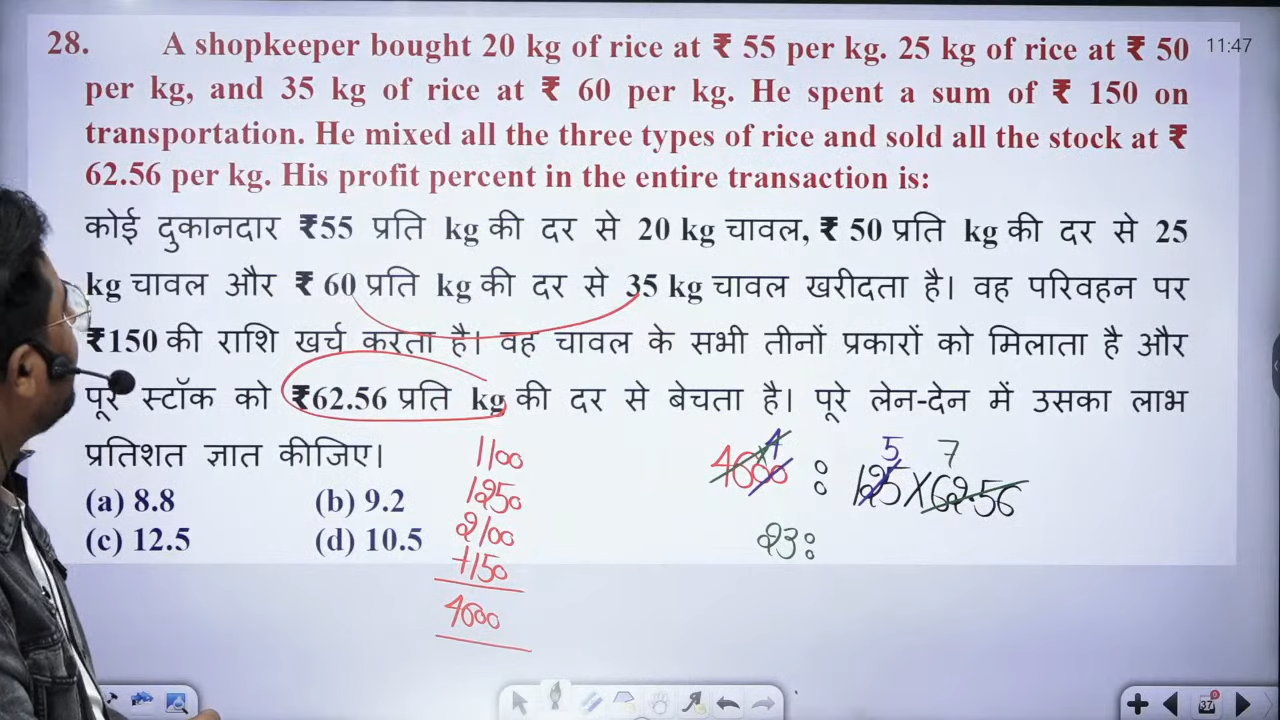 28. A shopkeeper bought 20 kg of rice at ₹ 55 per kg. 25 kg of rice at ₹ 50
11:47
per kg, and 35 kg of rice at ₹ 60 per kg. He spent a sum of ₹ 150 on
transportation. He mixed all the three types of rice and sold all the stock at ₹
62.56 per kg. His profit percent in the entire transaction is:
कोई दुकानदार ₹55 प्रति kg की दर से 20 kg चावल, ₹ 50 प्रति kg की दर से 25
kg चावल और ₹ 60 प्रति kg की दर से 35 kg चावल खरीदता है। वह परिवहन पर
₹150 की राशि खर्च करता है। वह चावल के सभी तीनों प्रकारों को मिलाता है और
पूरे स्टॉक को ₹62.56 प्रति kg की दर से बेचता है। पूरे लेन-देन में उसका लाभ
प्रतिशत ज्ञात कीजिए।
(a) 8.8 (b) 9.2
(c) 12.5 (d) 10.5
1100
1250
2100
+150
4600
4
5 7
4600 : 125×62.56
23:
37